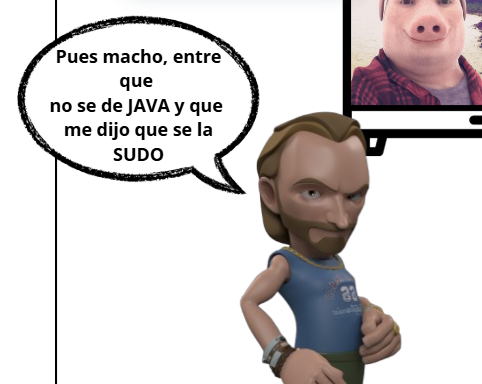 Pues macho, entre
que
no se de JAVA y que
me dijo que se la
SUDO